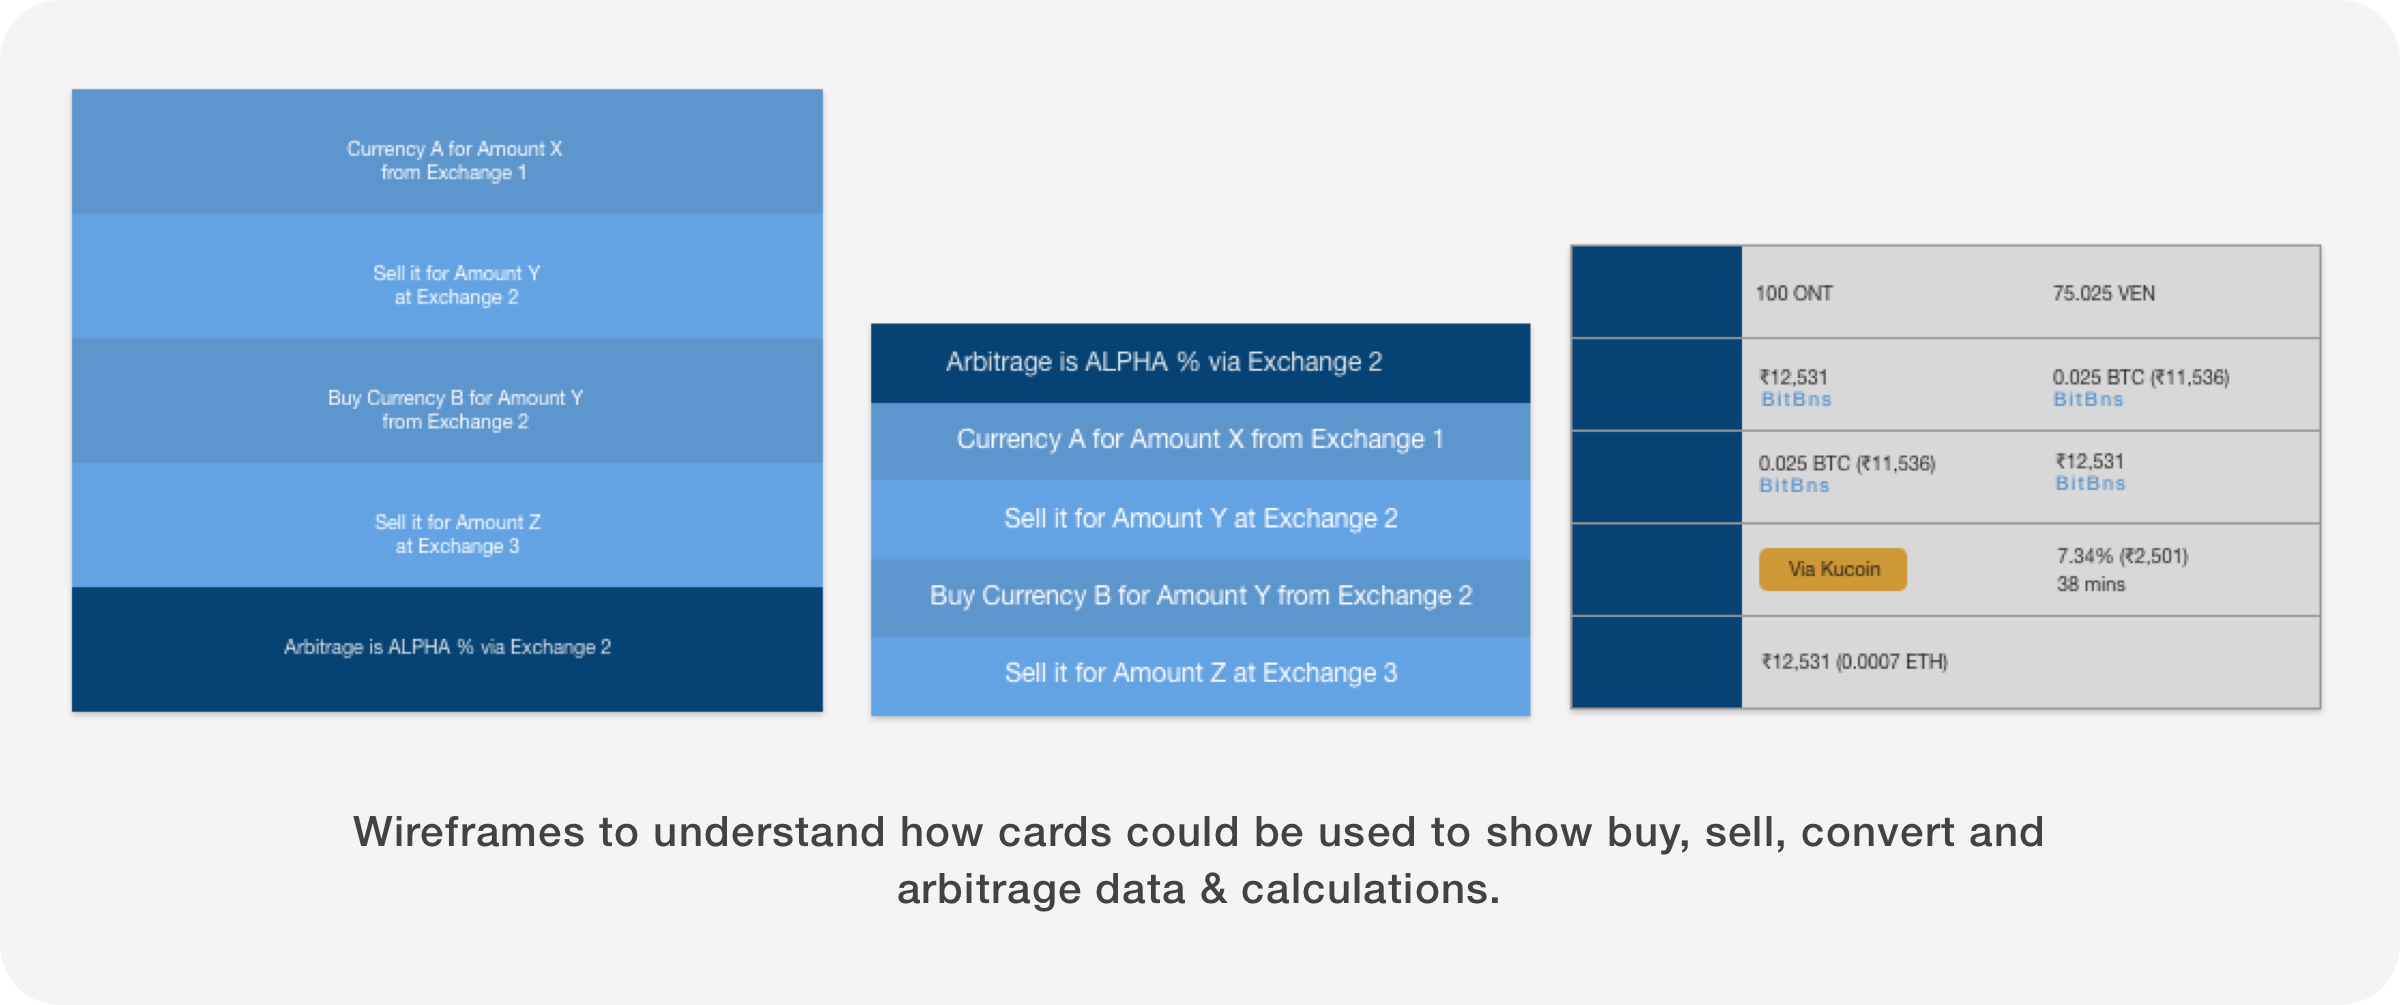 Currency A for Amount X
from Exchange 1
Sell it for Amount Y
at Exchange 2
Buy Currency B for Amount Y
from Exchange 2
Sell it for Amount Z
at Exchange 3
Arbitrage is ALPHA % via Exchange 2
Arbitrage is ALPHA % via Exchange 2
Currency A for Amount X from Exchange 1
Sell it for Amount Y at Exchange 2
Buy Currency B for Amount Y from Exchange 2
Sell it for Amount Z at Exchange 3
100 ONT
75.025 VEN
₹12,531
BitBns
0.025 BTC (₹11,536)
BitBns
0.025 BTC (₹11,536)
BitBns
₹12,531
BitBns
Via Kucoin
7.34% (₹2,501)
38 mins
₹12,531 (0.0007 ETH)
Wireframes to understand how cards could be used to show buy, sell, convert and
arbitrage data & calculations.